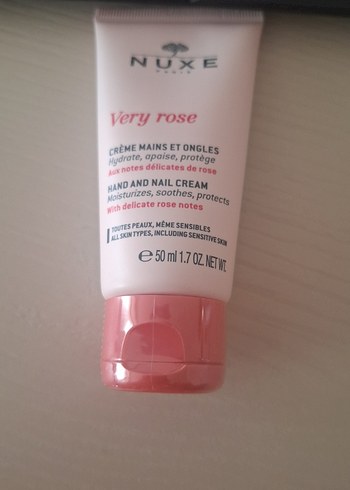 NUXE
PARIS
Very rose
CRÈME MAINS ET ONGLES
Hydrate, apaise, protège
Aux notes délicates de rose
HAND AND NAIL CREAM
Moisturizes, soothes, protects
With delicate rose notes
TOUTES PEAUX, MÊME SENSIBLES
ALL SKIN TYPES, INCLUDING SENSITIVE SKIN
℮ 50 ml 1.7 OZ. NET WT.